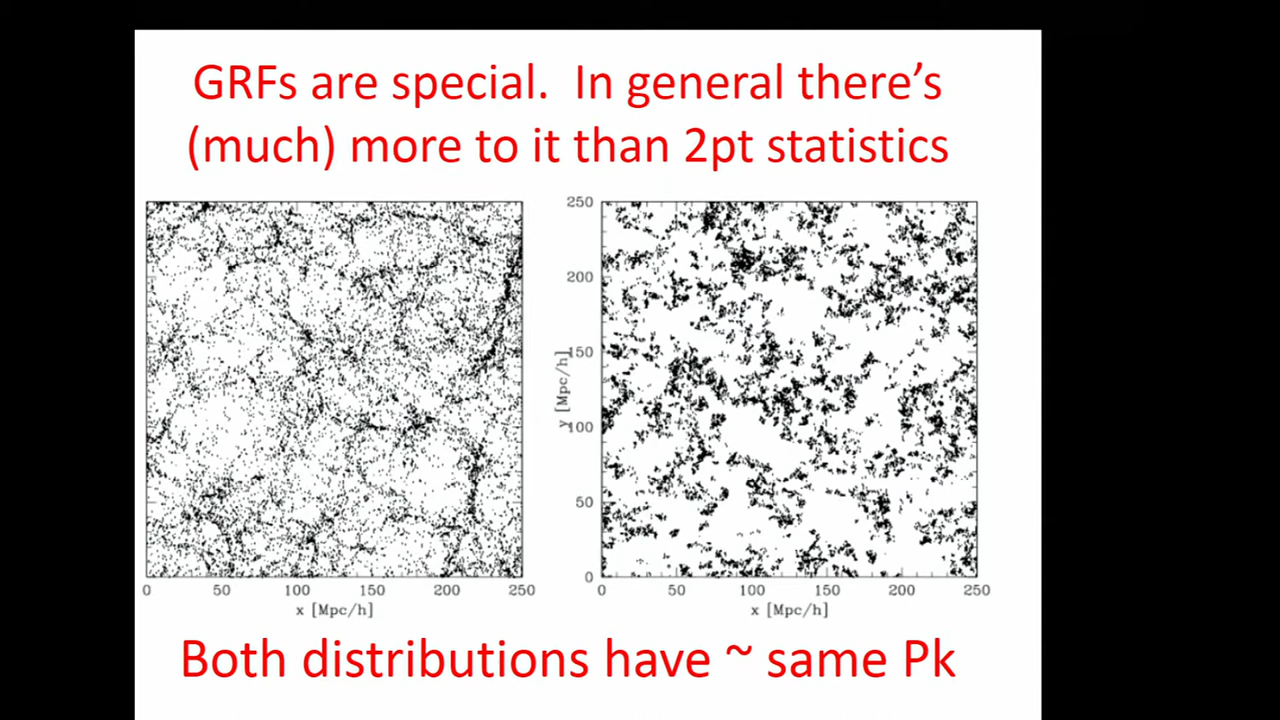 GRFs are special. In general there’s
(much) more to it than 2pt statistics
0 50 100 150 200 250
x [Mpc/h]
250
200
150
100
50
0
y [Mpc/h]
0 50 100 150 200 250
x [Mpc/h]
Both distributions have ~ same Pk